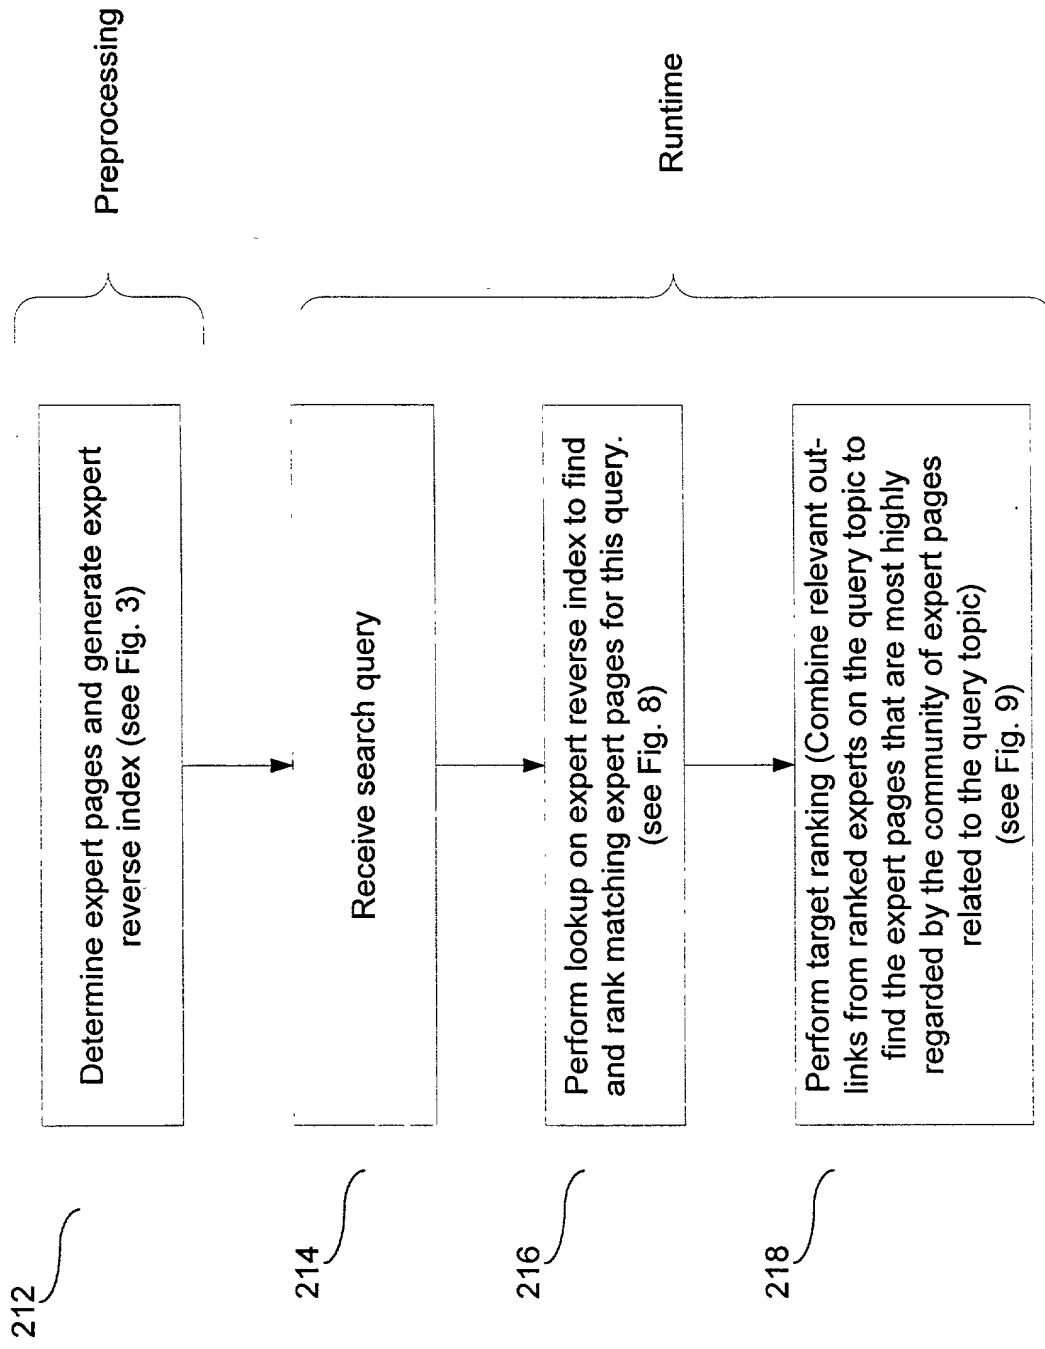 212
Determine expert pages and generate expert
reverse index (see Fig. 3)
Preprocessing
214
Receive search query
216
Perform lookup on expert reverse index to find
and rank matching expert pages for this query.
(see Fig. 8)
218
Perform target ranking (Combine relevant out-
links from ranked experts on the query topic to
find the expert pages that are most highly
regarded by the community of expert pages
related to the query topic)
(see Fig. 9)
Runtime